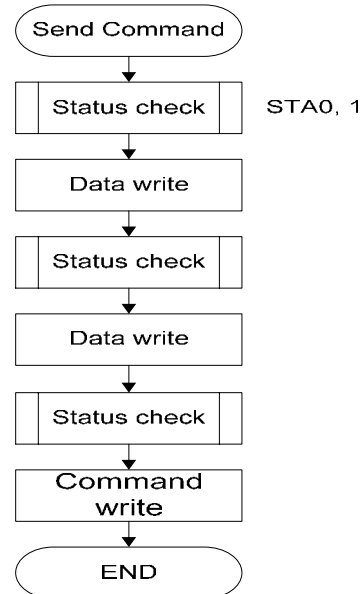 Send Command
Status check
STA0, 1
Data write
Status check
Data write
Status check
Command
write
END